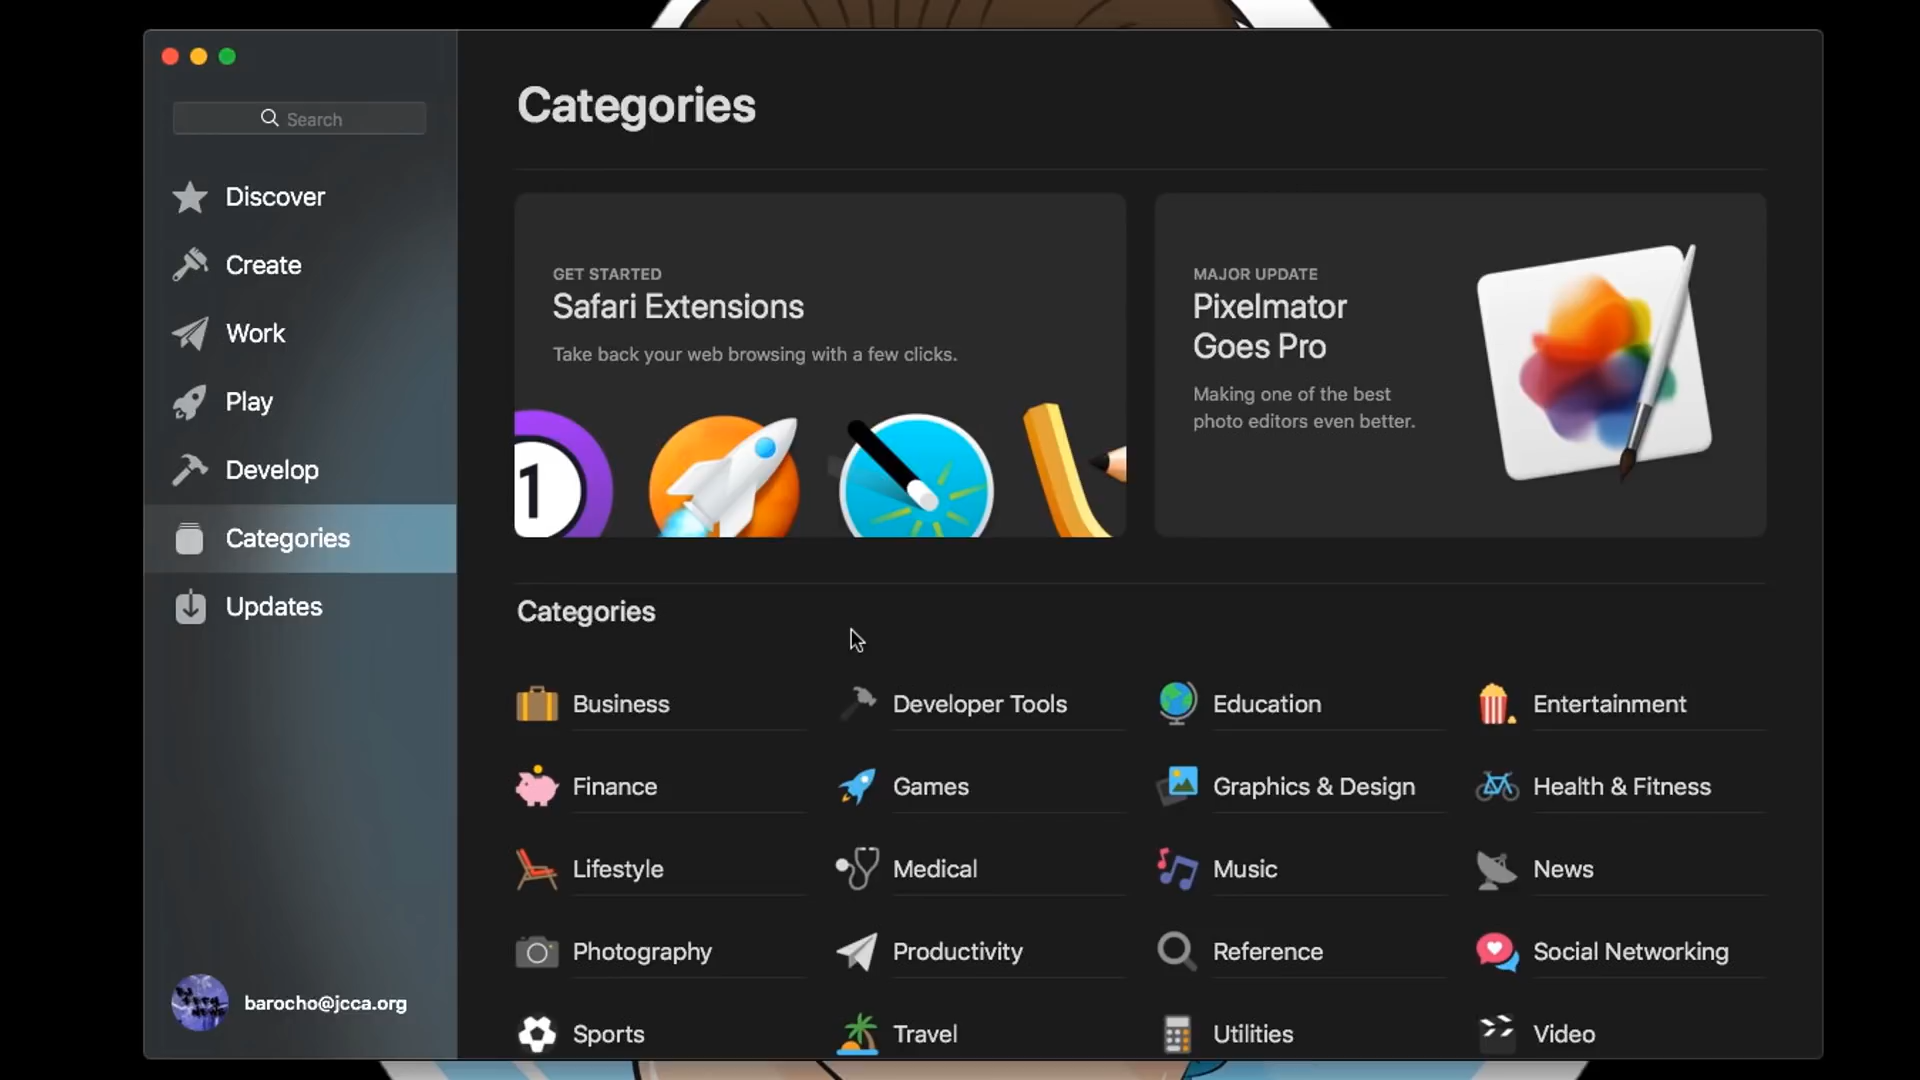 Search
Discover
Create
Work
Play
Develop
Categories
Updates
barocho@jcca.org
Categories
GET STARTED
Safari Extensions
Take back your web browsing with a few clicks.
1
MAJOR UPDATE
Pixelmator
Goes Pro
Making one of the best
photo editors even better.
Categories
Business
Developer Tools
Education
Entertainment
Finance
Games
Graphics & Design
Health & Fitness
Lifestyle
Medical
Music
News
Photography
Productivity
Reference
Social Networking
Sports
Travel
Utilities
Video